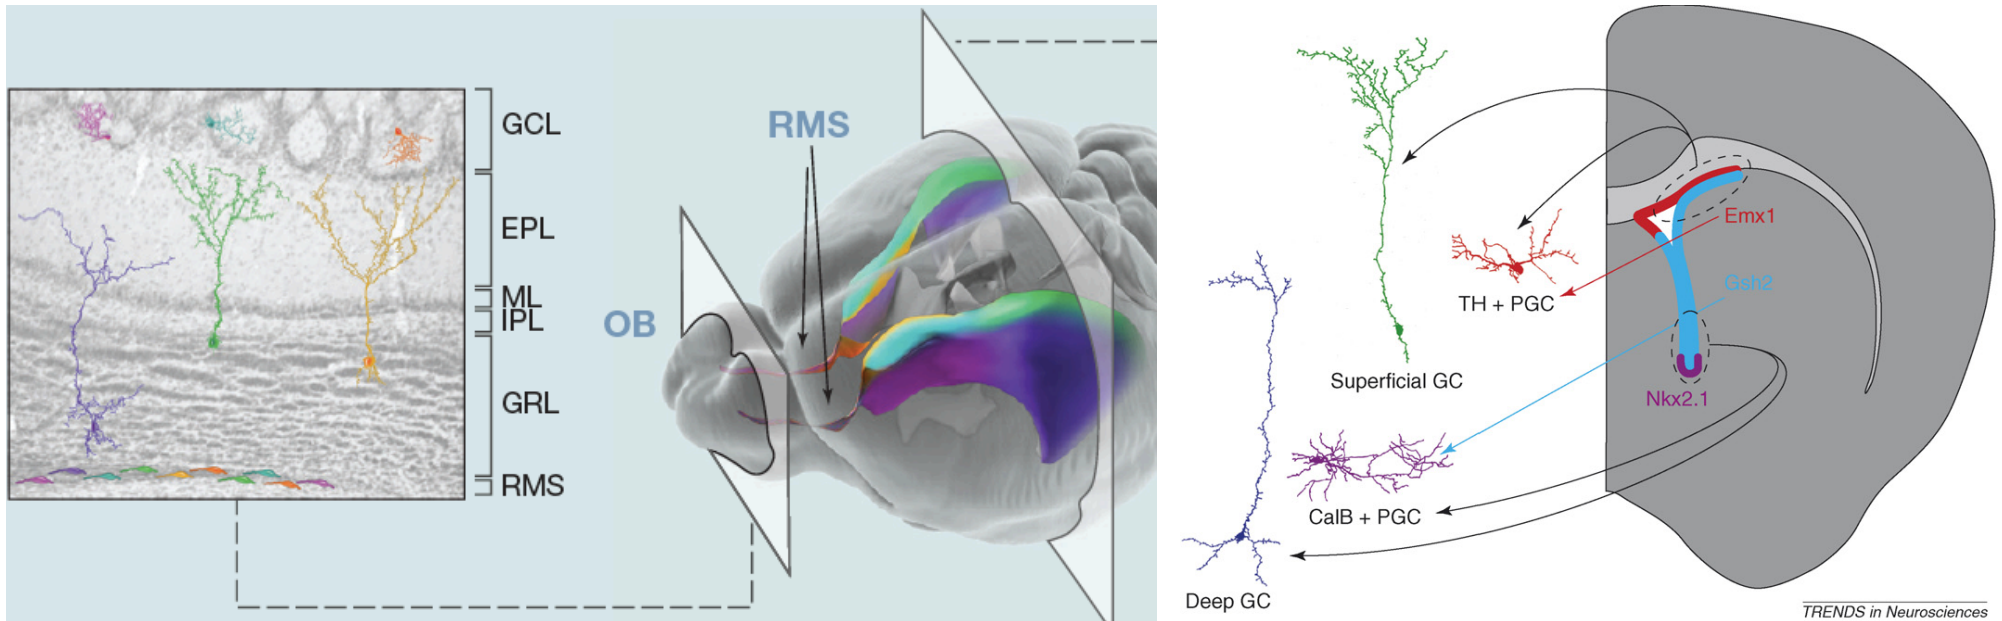 GCL
EPL
ML
IPL
GRL
RMS
OB
RMS
Superficial GC
TH + PGC
CalB + PGC
Deep GC
Emx1
Gsh2
Nkx2.1
TRENDS in Neurosciences